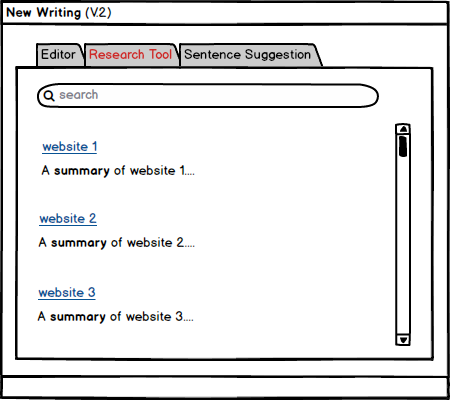 New Writing (V.2)
Editor Research Tool Sentence Suggestion
search
website 1
A summary of website 1....
website 2
A summary of website 2....
website 3
A summary of website 3....